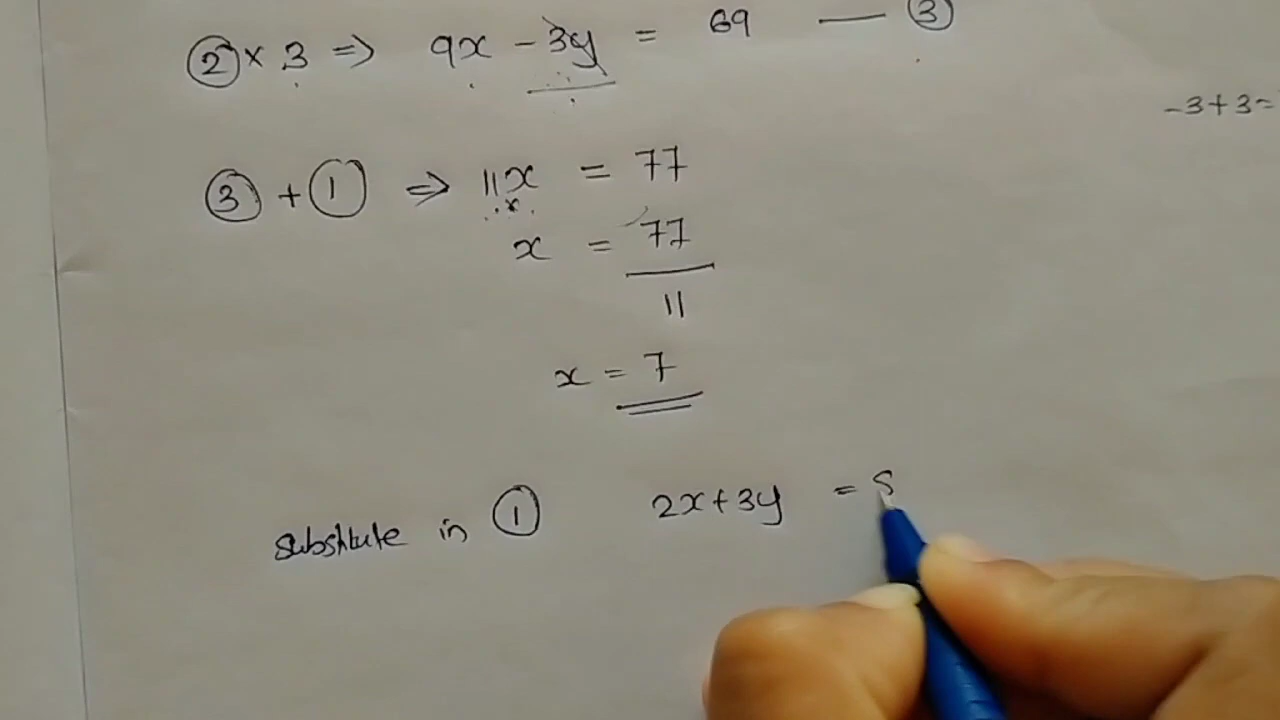 ② × 3 ⇒ 9x - 3y = 69 — ③
-3+3=
③ + ① ⇒ 11x = 77
x = 77
11
x = 7
substitute in ① 2x+3y =